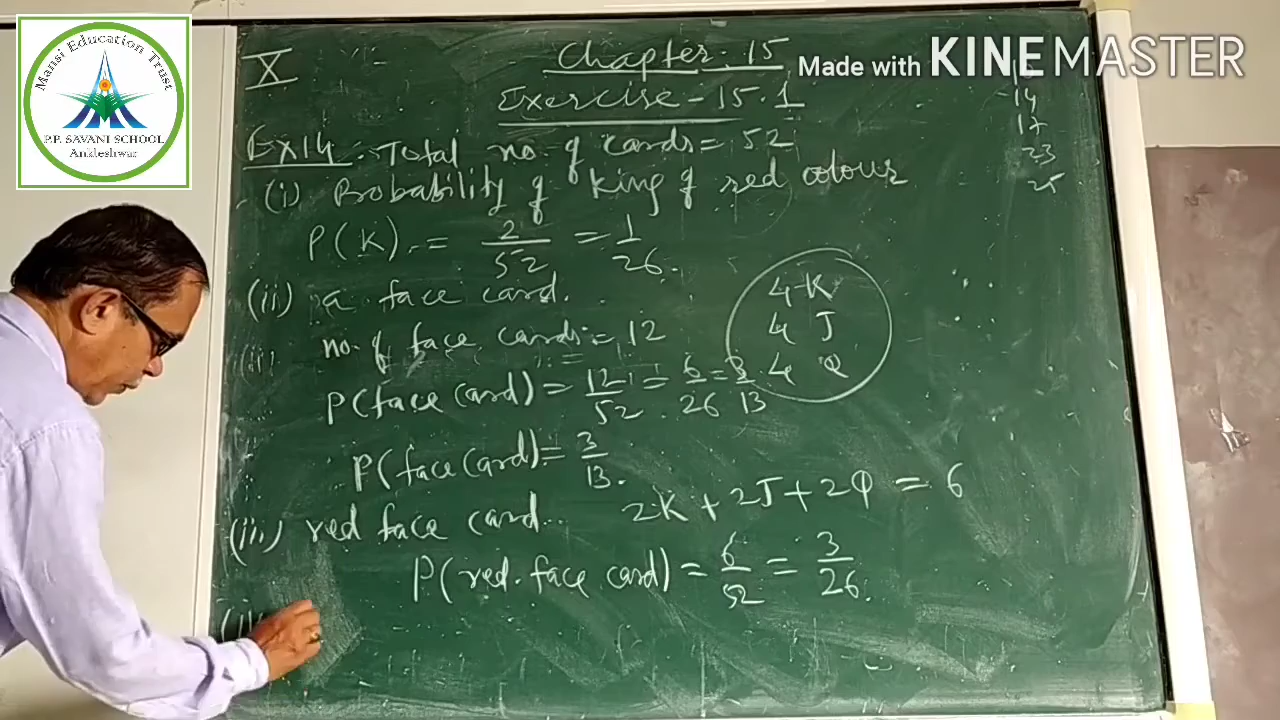 Mansi Education Trust
P.P. SAVANI SCHOOL
Ankleshwar
Made with KINEMASTER
X
Chapter. 15
Exercise - 15.1
14
17
23
25
Ex14 : Total no. of cards = 52
(i) Probability of King of red colour
P(K) = 2/52 = 1/26.
(ii) a face card.
4 K
4 J
4 Q
no. of face cards = 12
P(face card) = 12/52 = 6/26 = 3/13
P(face card) = 3/13.
(iii) red face card..
2K + 2J + 2Q = 6
P(red. face card) = 6/52 = 3/26.